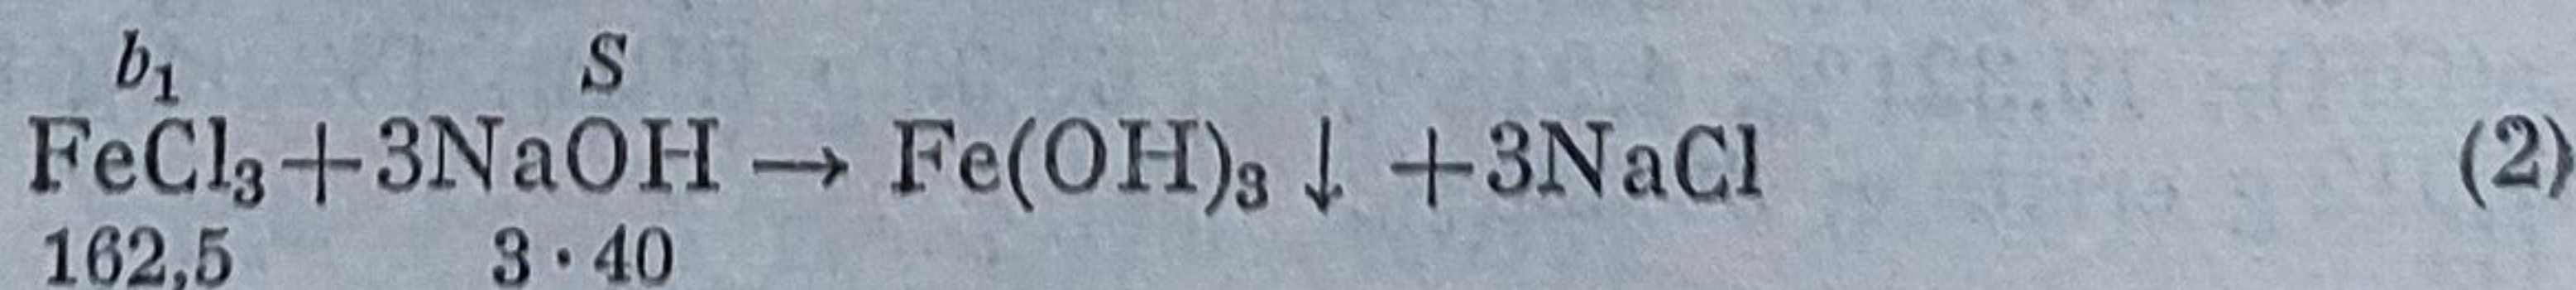 b₁ S
FeCl₃+3NaOH → Fe(OH)₃ ↓ +3NaCl (2)
162,5 3 · 40